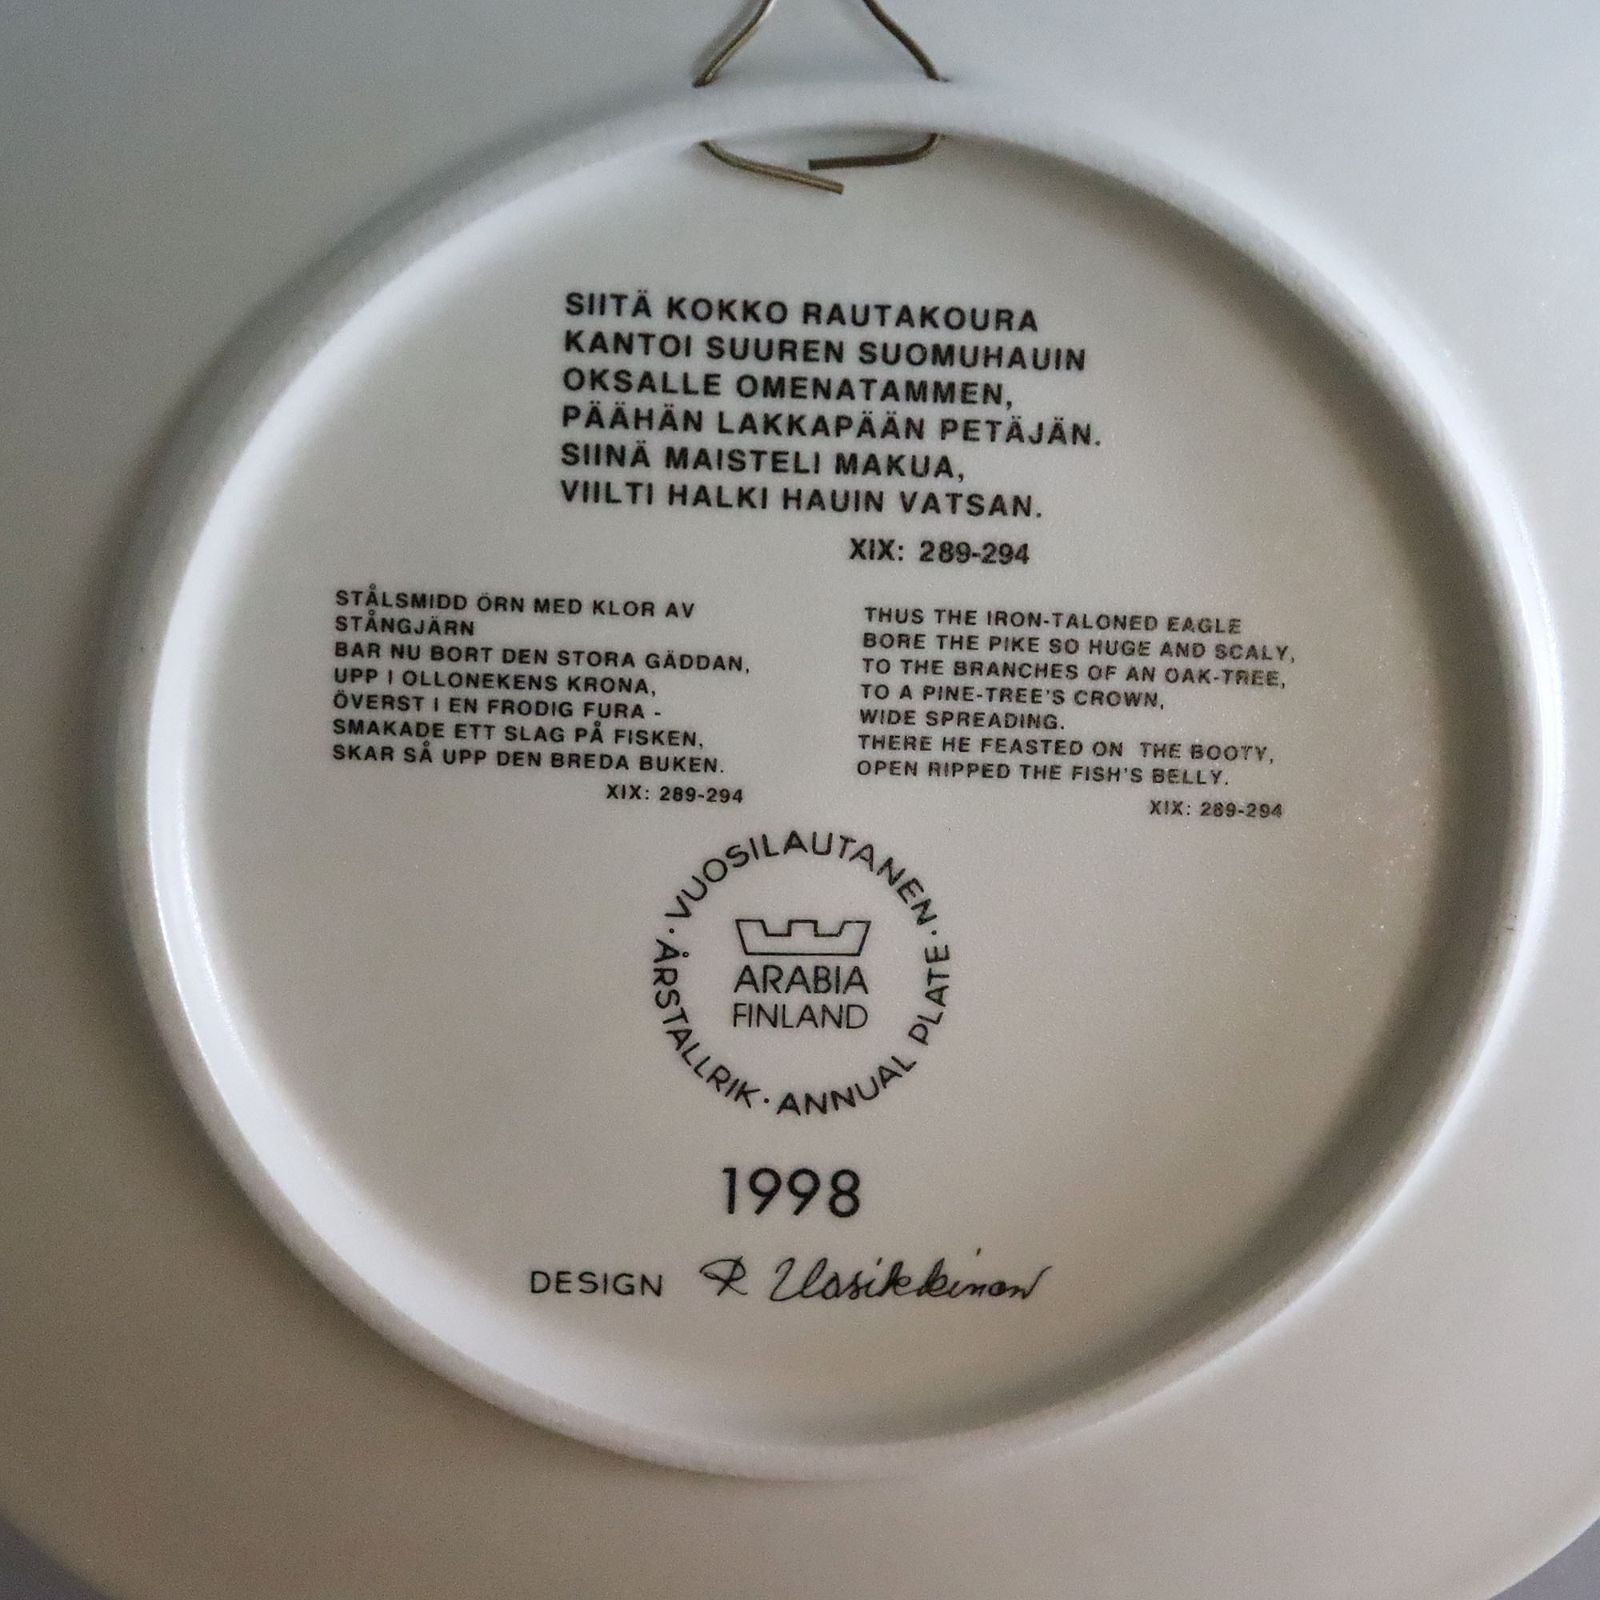 SIITÄ KOKKO RAUTAKOURA
KANTOI SUUREN SUOMUHAUIN
OKSALLE OMENATAMMEN,
PÄÄHÄN LAKKAPÄÄN PETÄJÄN.
SIINÄ MAISTELI MAKUA,
VIILTI HALKI HAUIN VATSAN.
XIX: 289-294
STÅLSMIDD ÖRN MED KLOR AV
STÅNGJÄRN
BAR NU BORT DEN STORA GÄDDAN,
UPP I OLLONEKENS KRONA,
ÖVERST I EN FRODIG FURA -
SMAKADE ETT SLAG PÅ FISKEN,
SKAR SÅ UPP DEN BREDA BUKEN.
XIX: 289-294
THUS THE IRON-TALONED EAGLE
BORE THE PIKE SO HUGE AND SCALY,
TO THE BRANCHES OF AN OAK-TREE,
TO A PINE-TREE'S CROWN,
WIDE SPREADING.
THERE HE FEASTED ON THE BOOTY,
OPEN RIPPED THE FISH'S BELLY.
XIX: 289-294
· VUOSILAUTANEN · ANNUAL PLATE · ÅRSTALLRIK
ARABIA
FINLAND
1998
DESIGN R Uosikkinen